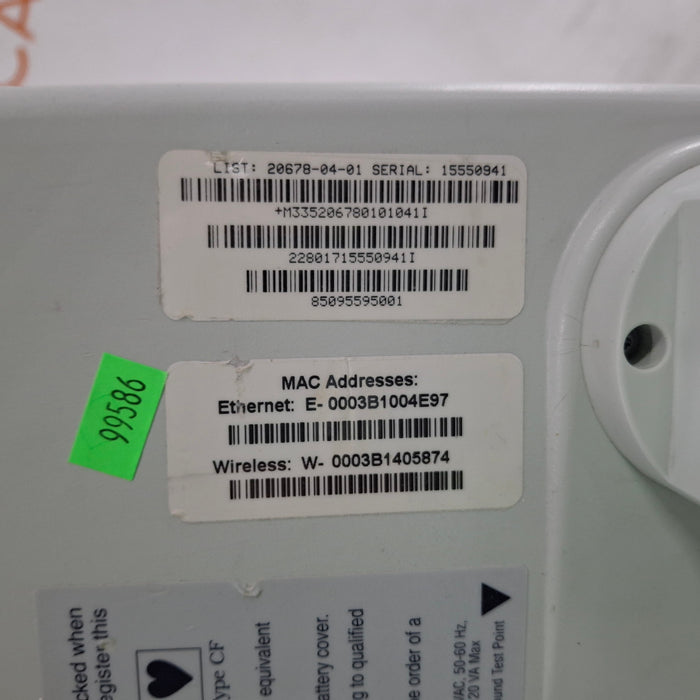 CA
LIST: 20678-04-01 SERIAL: 15550941
+M335206780101041I
22801715550941I
85095595001
MAC Addresses:
Ethernet: E- 0003B1004E97
Wireless: W- 0003B1405874
99586
cked when
egister this
ype CF
equivalent
attery cover.
g to qualified
e order of a
VAC, 50-60 Hz,
20 VA Max
und Test Point